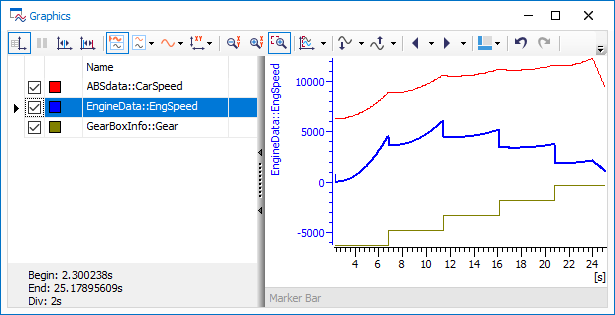 Graphics
Name
ABSdata::CarSpeed
EngineData::EngSpeed
GearBoxInfo::Gear
Begin: 2.300238s
End: 25.17895609s
Div: 2s
EngineData::EngSpeed
10000
5000
0
-5000
4 6 8 10 12 14 16 18 20 22 24
[s]
Marker Bar